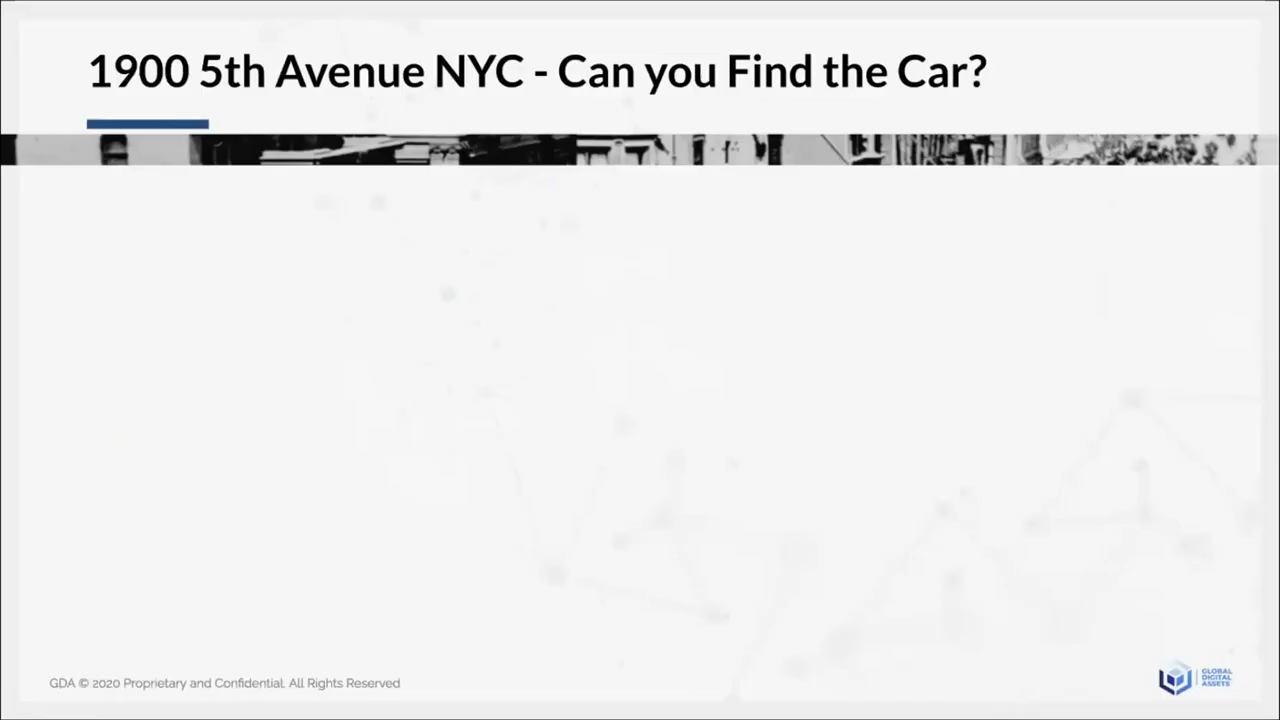 1900 5th Avenue NYC - Can you Find the Car?
GDA © 2020 Proprietary and Confidential. All Rights Reserved
GLOBAL
DIGITAL
ASSETS